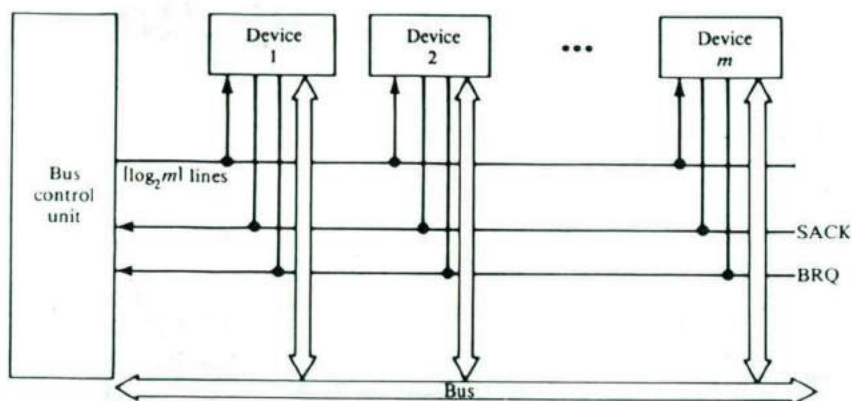 Device
1
Device
2
•••
Device
m
Bus
control
unit
⌈log₂m⌉ lines
SACK
BRQ
Bus